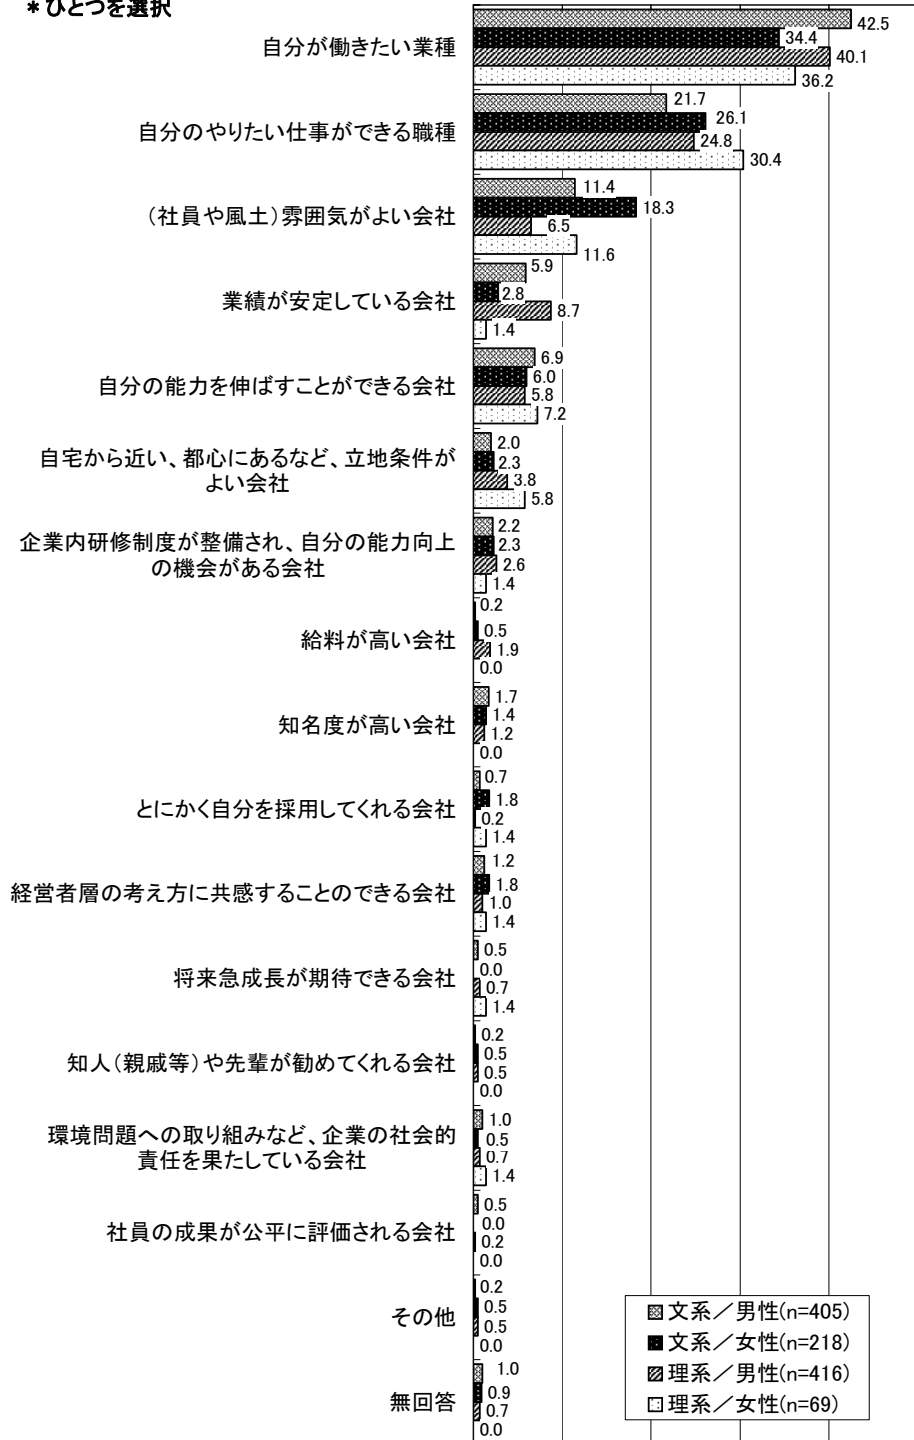 *ひとつを選択
自分が働きたい業種
42.5
34.4
40.1
36.2
自分のやりたい仕事ができる職種
21.7
26.1
24.8
30.4
(社員や風土)雰囲気がよい会社
11.4
18.3
6.5
11.6
業績が安定している会社
5.9
2.8
8.7
1.4
自分の能力を伸ばすことができる会社
6.9
6.0
5.8
7.2
自宅から近い、都心にあるなど、立地条件が
よい会社
2.0
2.3
3.8
5.8
企業内研修制度が整備され、自分の能力向上
の機会がある会社
2.2
2.3
2.6
1.4
給料が高い会社
0.2
0.5
1.9
0.0
知名度が高い会社
1.7
1.4
1.2
0.0
とにかく自分を採用してくれる会社
0.7
1.8
0.2
1.4
経営者層の考え方に共感することのできる会社
1.2
1.8
1.0
1.4
将来急成長が期待できる会社
0.5
0.0
0.7
1.4
知人(親戚等)や先輩が勧めてくれる会社
0.2
0.5
0.5
0.0
環境問題への取り組みなど、企業の社会的
責任を果たしている会社
1.0
0.5
0.7
1.4
社員の成果が公平に評価される会社
0.5
0.0
0.2
0.0
その他
0.2
0.5
0.5
0.0
無回答
1.0
0.9
0.7
0.0
文系/男性(n=405)
文系/女性(n=218)
理系/男性(n=416)
理系/女性(n=69)